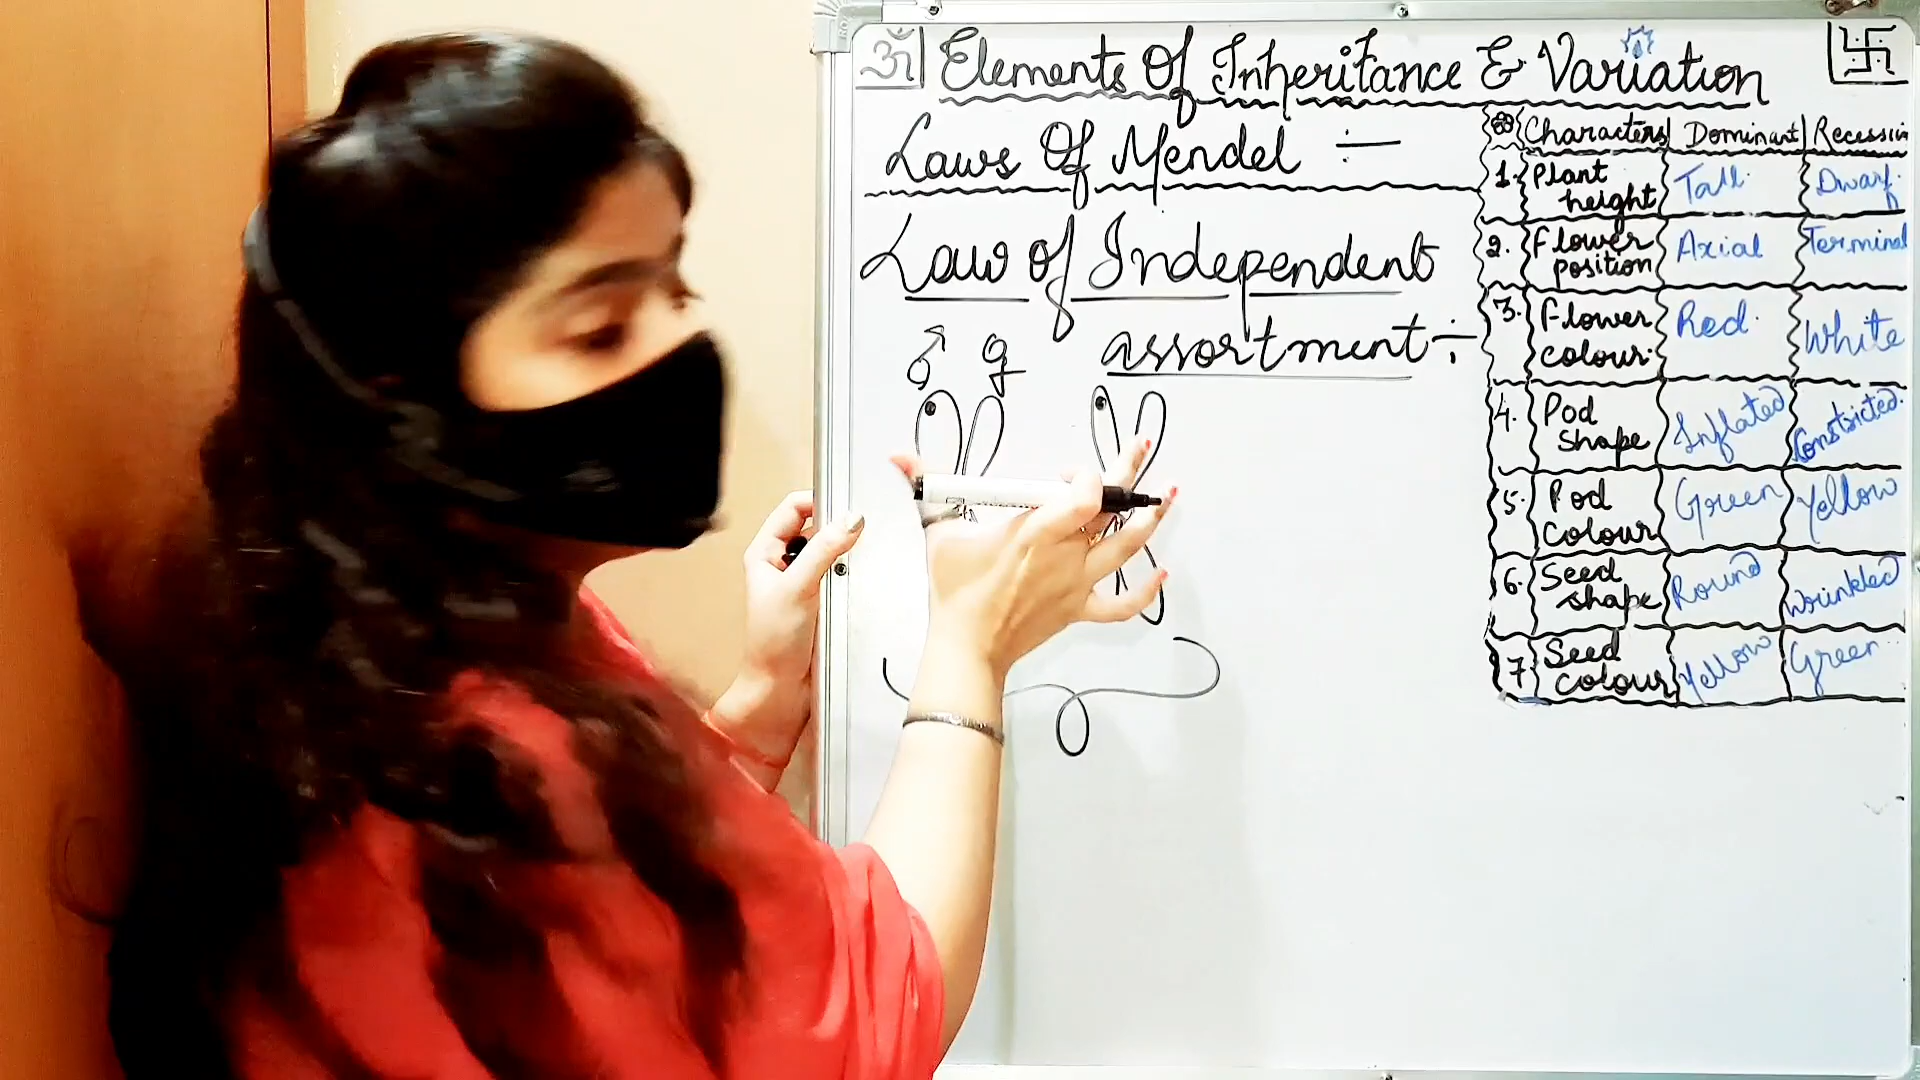 ॐ Elements Of Inheritance & Variation
Laws Of Mendel :—
Law of Independent
assortment :-
♂ ♀
Characters Dominant Recessiv
1. Plant height Tall. Dwarf.
2. Flower position Axial Terminal
3. Flower colour. Red. White
4. Pod shape Inflated Constricted.
5. Pod colour Green Yellow
6. Seed shape Round Wrinkled
7 Seed colour Yellow Green